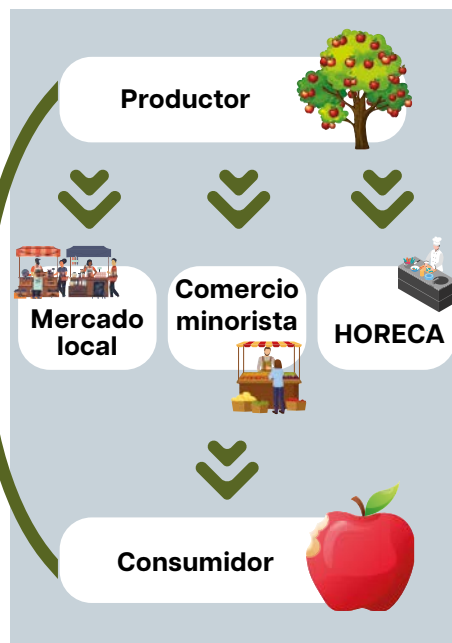 Productor
Mercado
local
Comercio
minorista
HORECA
Consumidor